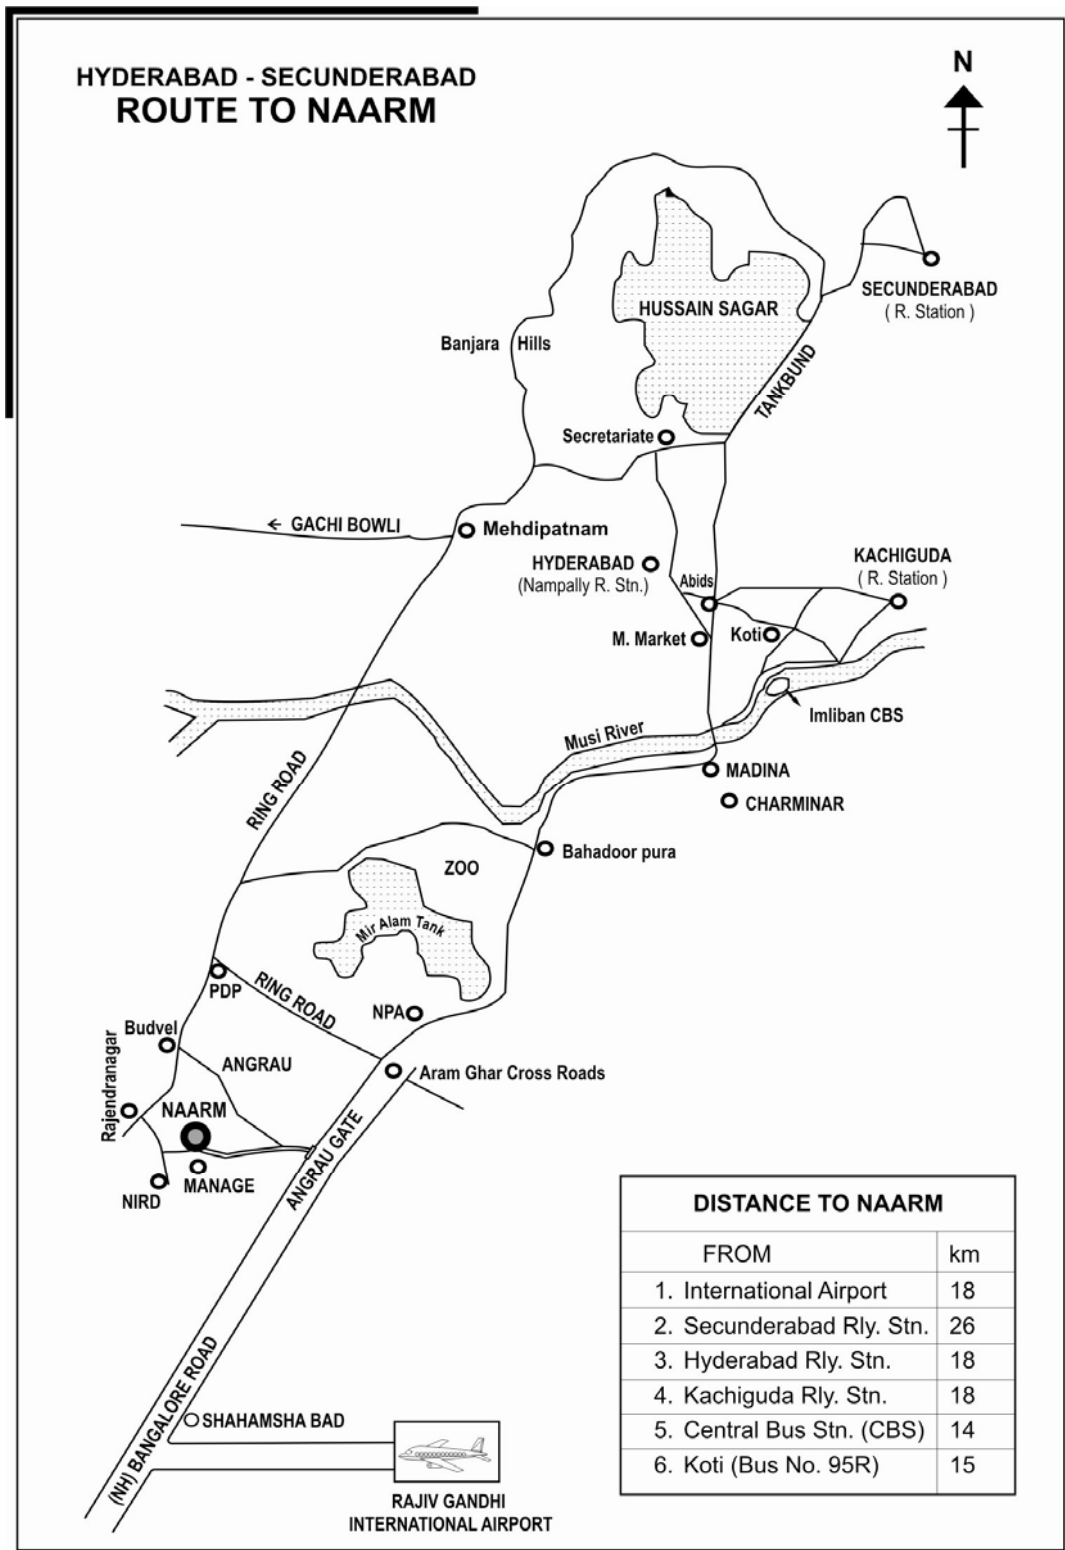 HYDERABAD - SECUNDERABAD
ROUTE TO NAARM
N
SECUNDERABAD
( R. Station )
HUSSAIN SAGAR
Banjara Hills
TANKBUND
Secretariate
← GACHI BOWLI
Mehdipatnam
HYDERABAD
(Nampally R. Stn.)
KACHIGUDA
( R. Station )
Abids
M. Market
Koti
Imliban CBS
Musi River
MADINA
CHARMINAR
RING ROAD
Bahadoor pura
ZOO
Mir Alam Tank
PDP
RING ROAD
NPA
Budvel
ANGRAU
Aram Ghar Cross Roads
Rajendranagar
NAARM
ANGRAU GATE
MANAGE
NIRD
DISTANCE TO NAARM
FROM km
1. International Airport 18
2. Secunderabad Rly. Stn. 26
3. Hyderabad Rly. Stn. 18
4. Kachiguda Rly. Stn. 18
5. Central Bus Stn. (CBS) 14
6. Koti (Bus No. 95R) 15
(NH) BANGALORE ROAD
SHAHAMSHA BAD
RAJIV GANDHI
INTERNATIONAL AIRPORT